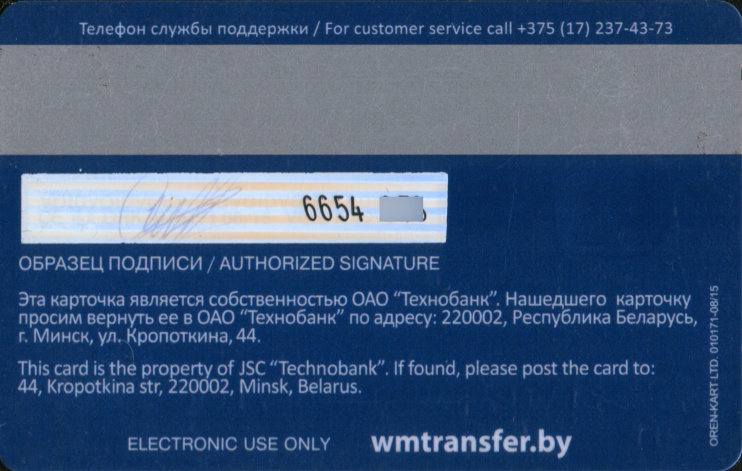 Телефон службы поддержки / For customer service call +375 (17) 237-43-73
6654
ОБРАЗЕЦ ПОДПИСИ / AUTHORIZED SIGNATURE
Эта карточка является собственностью ОАО “Технобанк”. Нашедшего карточку
просим вернуть ее в ОАО “Технобанк” по адресу: 220002, Республика Беларусь,
г. Минск, ул. Кропоткина, 44.
This card is the property of JSC “Technobank”. If found, please post the card to:
44, Kropotkina str, 220002, Minsk, Belarus.
ELECTRONIC USE ONLY wmtransfer.by
OREN-KART LTD. 010171-08/15